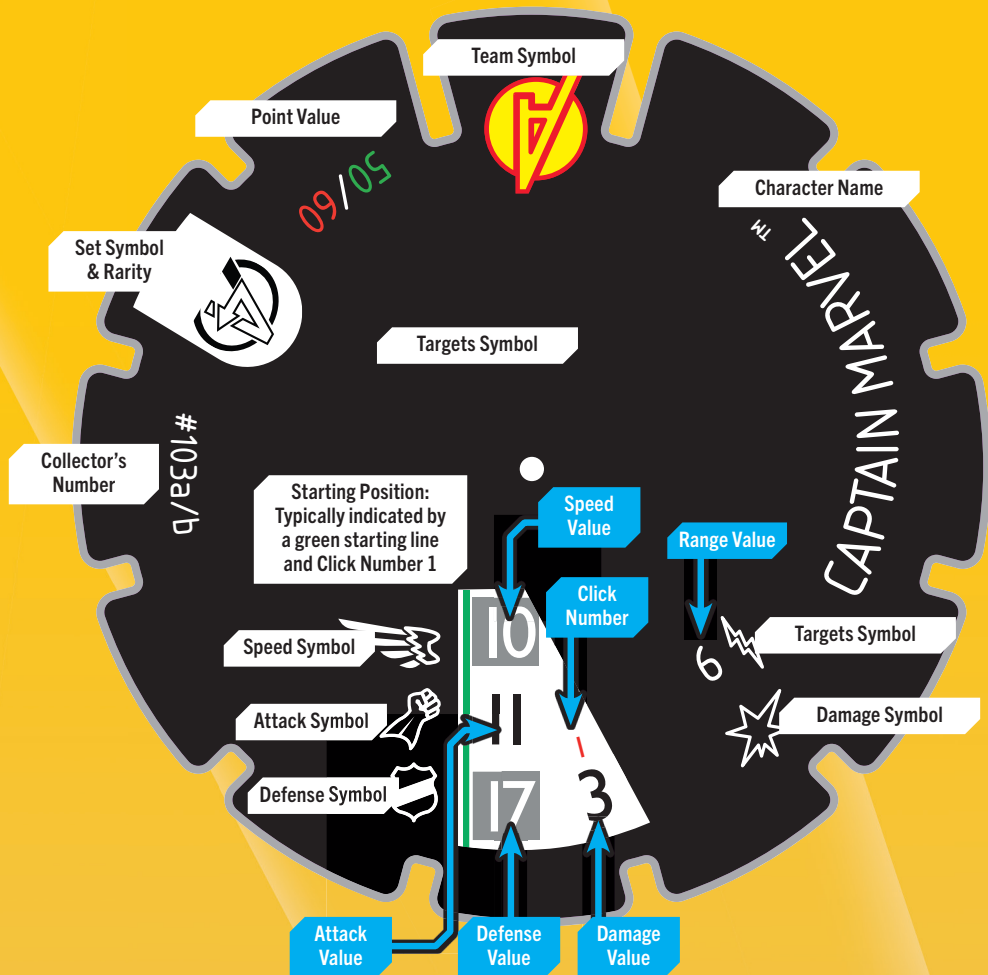 Team Symbol
Point Value
50/60
Character Name
Set Symbol
& Rarity
CAPTAIN MARVEL™
Targets Symbol
#103a/b
Collector's
Number
Starting Position:
Typically indicated by
a green starting line
and Click Number 1
Speed
Value
Range Value
Click
Number
10
Speed Symbol
6
Targets Symbol
11
Attack Symbol
1
Damage Symbol
17
3
Defense Symbol
Attack
Value
Defense
Value
Damage
Value